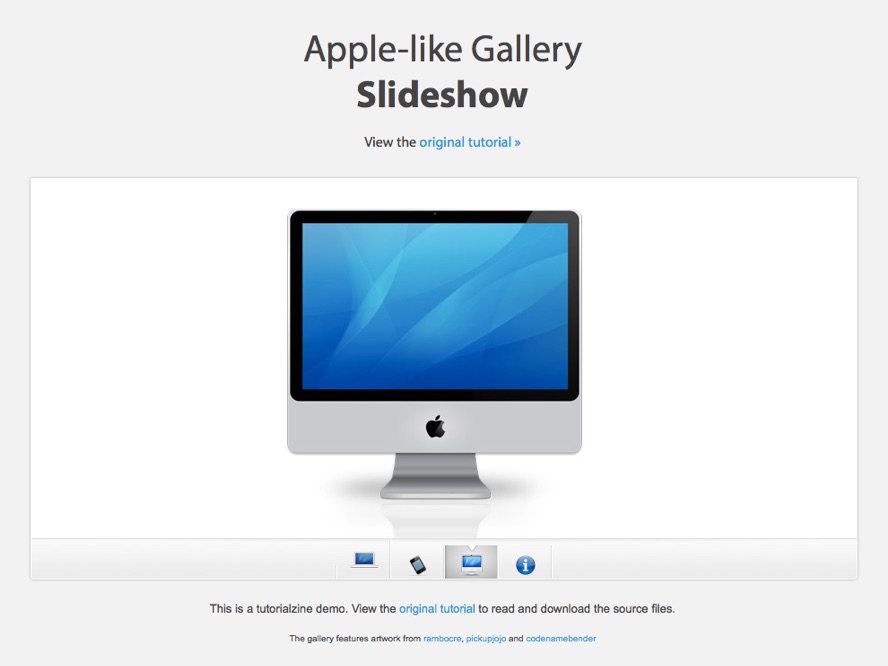 Apple-like Gallery
Slideshow
View the original tutorial »
This is a tutorialzine demo. View the original tutorial to read and download the source files.
The gallery features artwork from rambocre, pickupjojo and codenamebender